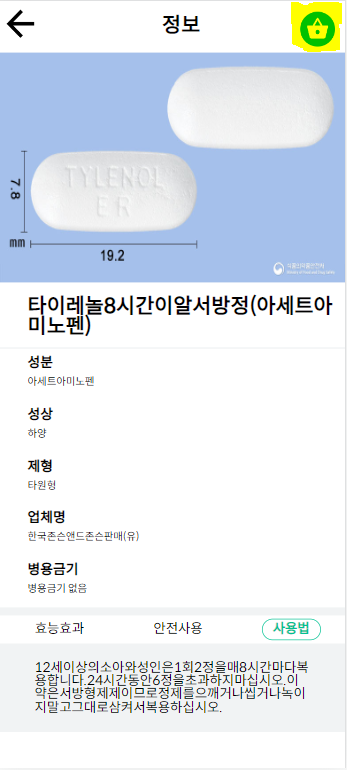 정보
TYLENOL
ER
7.8
mm
19.2
식품의약품안전처
타이레놀8시간이알서방정(아세트아
미노펜)
성분
아세트아미노펜
성상
하양
제형
타원형
업체명
한국존슨앤드존슨판매(유)
병용금기
병용금기 없음
효능효과 안전사용 사용법
12세이상의소아와성인은1회2정을매8시간마다복
용합니다.24시간동안6정을초과하지마십시오.이
약은서방형제제이므로정제를으깨거나씹거나녹이
지말고그대로삼켜서복용하십시오.